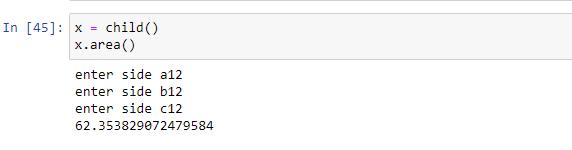 In [45]: x = child()
x.area()
enter side a12
enter side b12
enter side c12
62.353829072479584